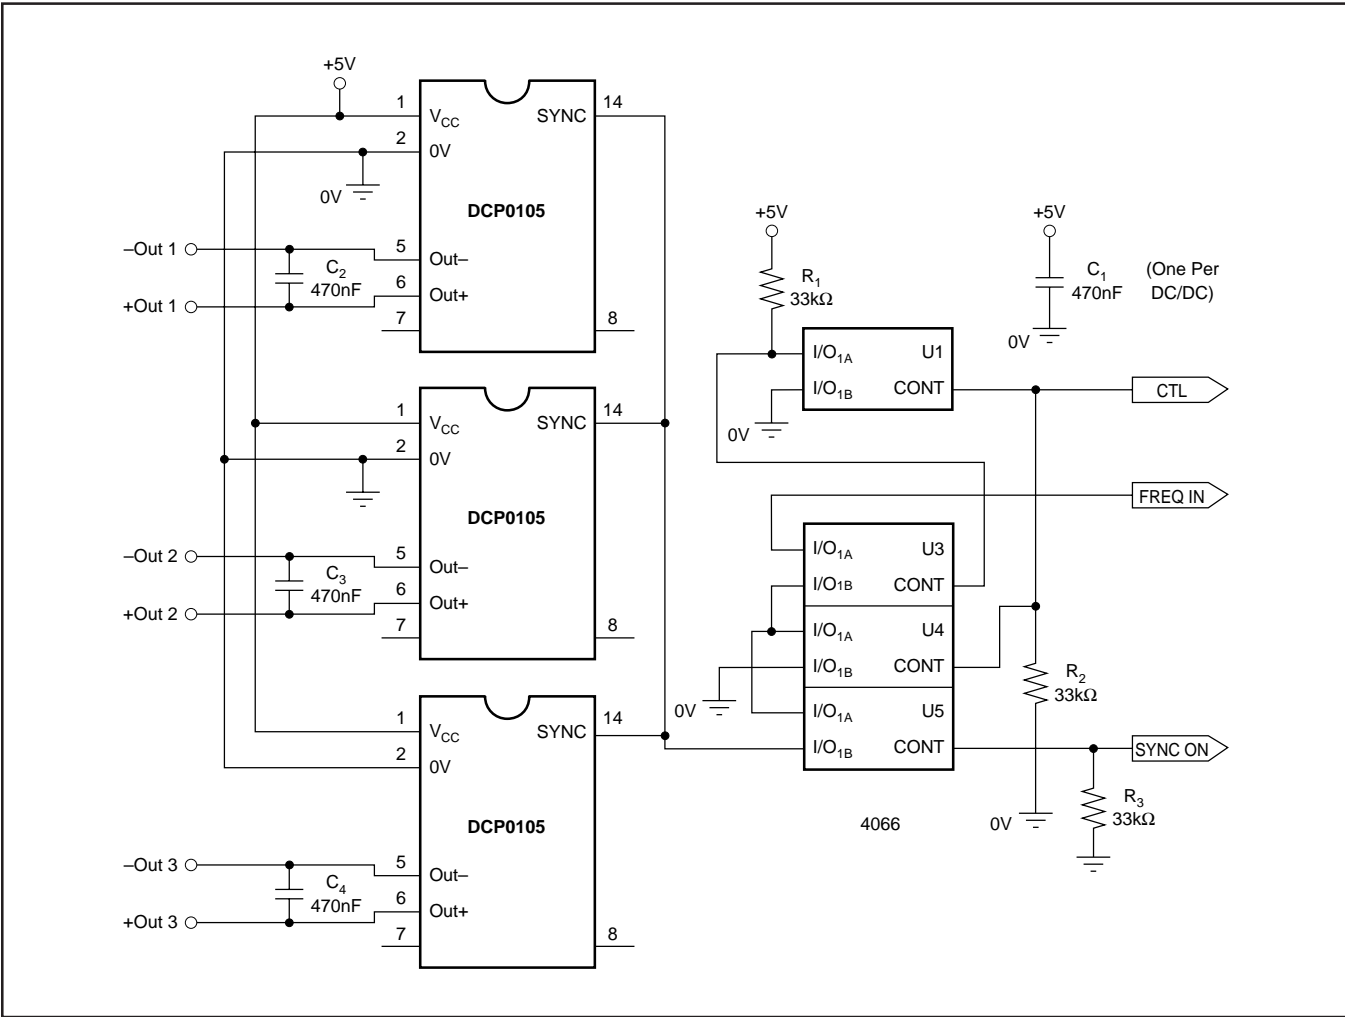 +5V
1
V_CC
SYNC
14
2
0V
0V
DCP0105
–Out 1
5
Out–
C2
470nF
6
Out+
+Out 1
7
8
1
V_CC
SYNC
14
2
0V
DCP0105
–Out 2
5
Out–
C3
470nF
6
Out+
+Out 2
7
8
1
V_CC
SYNC
14
2
0V
DCP0105
–Out 3
5
Out–
C4
470nF
6
Out+
+Out 3
7
8
+5V
R1
33kΩ
+5V
C1
470nF
(One Per
DC/DC)
0V
I/O1A
U1
I/O1B
CONT
0V
CTL
FREQ IN
I/O1A
U3
I/O1B
CONT
I/O1A
U4
I/O1B
CONT
0V
I/O1A
U5
I/O1B
CONT
4066
R2
33kΩ
0V
SYNC ON
R3
33kΩ